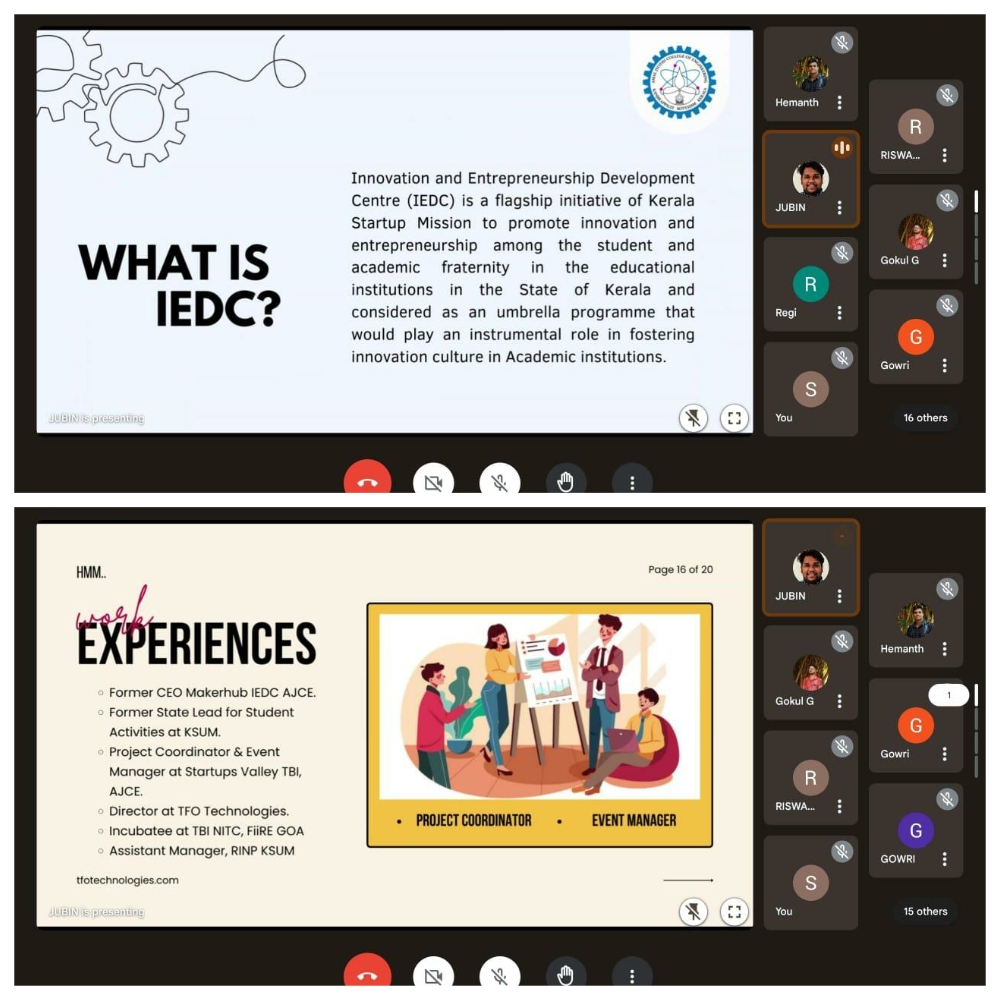 WHAT IS
IEDC?
Innovation and Entrepreneurship Development
Centre (IEDC) is a flagship initiative of Kerala
Startup Mission to promote innovation and
entrepreneurship among the student and
academic fraternity in the educational
institutions in the State of Kerala and
considered as an umbrella programme that
would play an instrumental role in fostering
innovation culture in Academic institutions.
JUBIN is presenting
Hemanth
R
RISWA...
JUBIN
Gokul G
R
Regi
G
Gowri
S
You
16 others
HMM..
Page 16 of 20
work
EXPERIENCES
Former CEO Makerhub IEDC AJCE.
Former State Lead for Student
Activities at KSUM.
Project Coordinator & Event
Manager at Startups Valley TBI,
AJCE.
Director at TFO Technologies.
Incubatee at TBI NITC, FiiRE GOA
Assistant Manager, RINP KSUM
• PROJECT COORDINATOR • EVENT MANAGER
tfotechnologies.com
JUBIN is presenting
JUBIN
Hemanth
Gokul G
1
G
Gowri
R
RISWA...
G
GOWRI
S
You
15 others